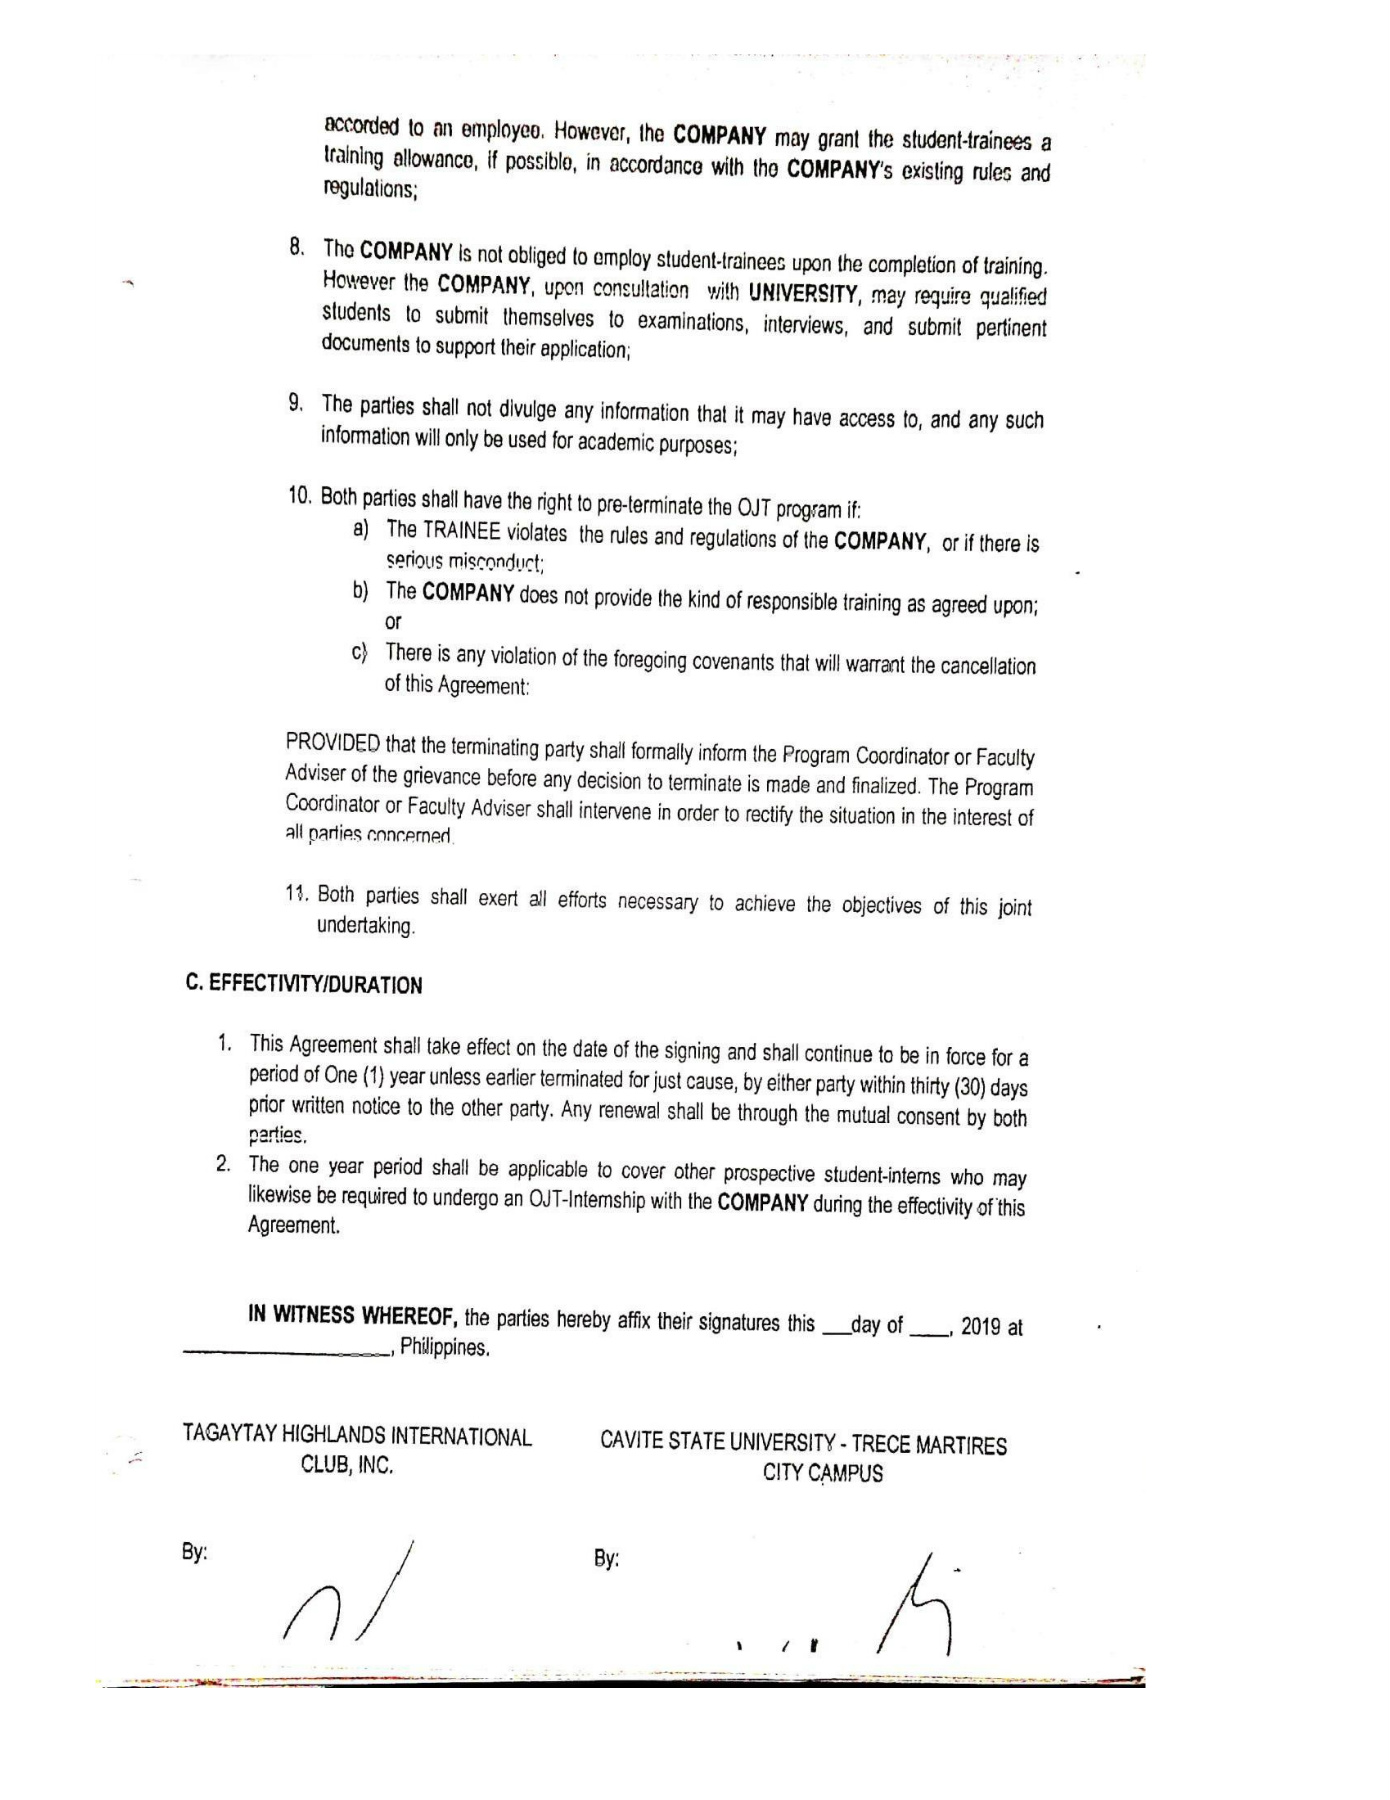 accorded to an employee. However, the COMPANY may grant the student-trainees a
training allowance, if possible, in accordance with the COMPANY's existing rules and
regulations;
8. The COMPANY is not obliged to employ student-trainees upon the completion of training.
However the COMPANY, upon consultation with UNIVERSITY, may require qualified
students to submit themselves to examinations, interviews, and submit pertinent
documents to support their application;
9. The parties shall not divulge any information that it may have access to, and any such
information will only be used for academic purposes;
10. Both parties shall have the right to pre-terminate the OJT program if:
a) The TRAINEE violates the rules and regulations of the COMPANY, or if there is
serious misconduct;
b) The COMPANY does not provide the kind of responsible training as agreed upon;
or
c) There is any violation of the foregoing covenants that will warrant the cancellation
of this Agreement:
PROVIDED that the terminating party shall formally inform the Program Coordinator or Faculty
Adviser of the grievance before any decision to terminate is made and finalized. The Program
Coordinator or Faculty Adviser shall intervene in order to rectify the situation in the interest of
all parties concerned.
11. Both parties shall exert all efforts necessary to achieve the objectives of this joint
undertaking.
C. EFFECTIVITY/DURATION
1. This Agreement shall take effect on the date of the signing and shall continue to be in force for a
period of One (1) year unless earlier terminated for just cause, by either party within thirty (30) days
prior written notice to the other party. Any renewal shall be through the mutual consent by both
parties.
2. The one year period shall be applicable to cover other prospective student-interns who may
likewise be required to undergo an OJT-Internship with the COMPANY during the effectivity of this
Agreement.
IN WITNESS WHEREOF, the parties hereby affix their signatures this ___day of ____, 2019 at
____________________, Philippines.
TAGAYTAY HIGHLANDS INTERNATIONAL
CLUB, INC.
CAVITE STATE UNIVERSITY - TRECE MARTIRES
CITY CAMPUS
By:
By: